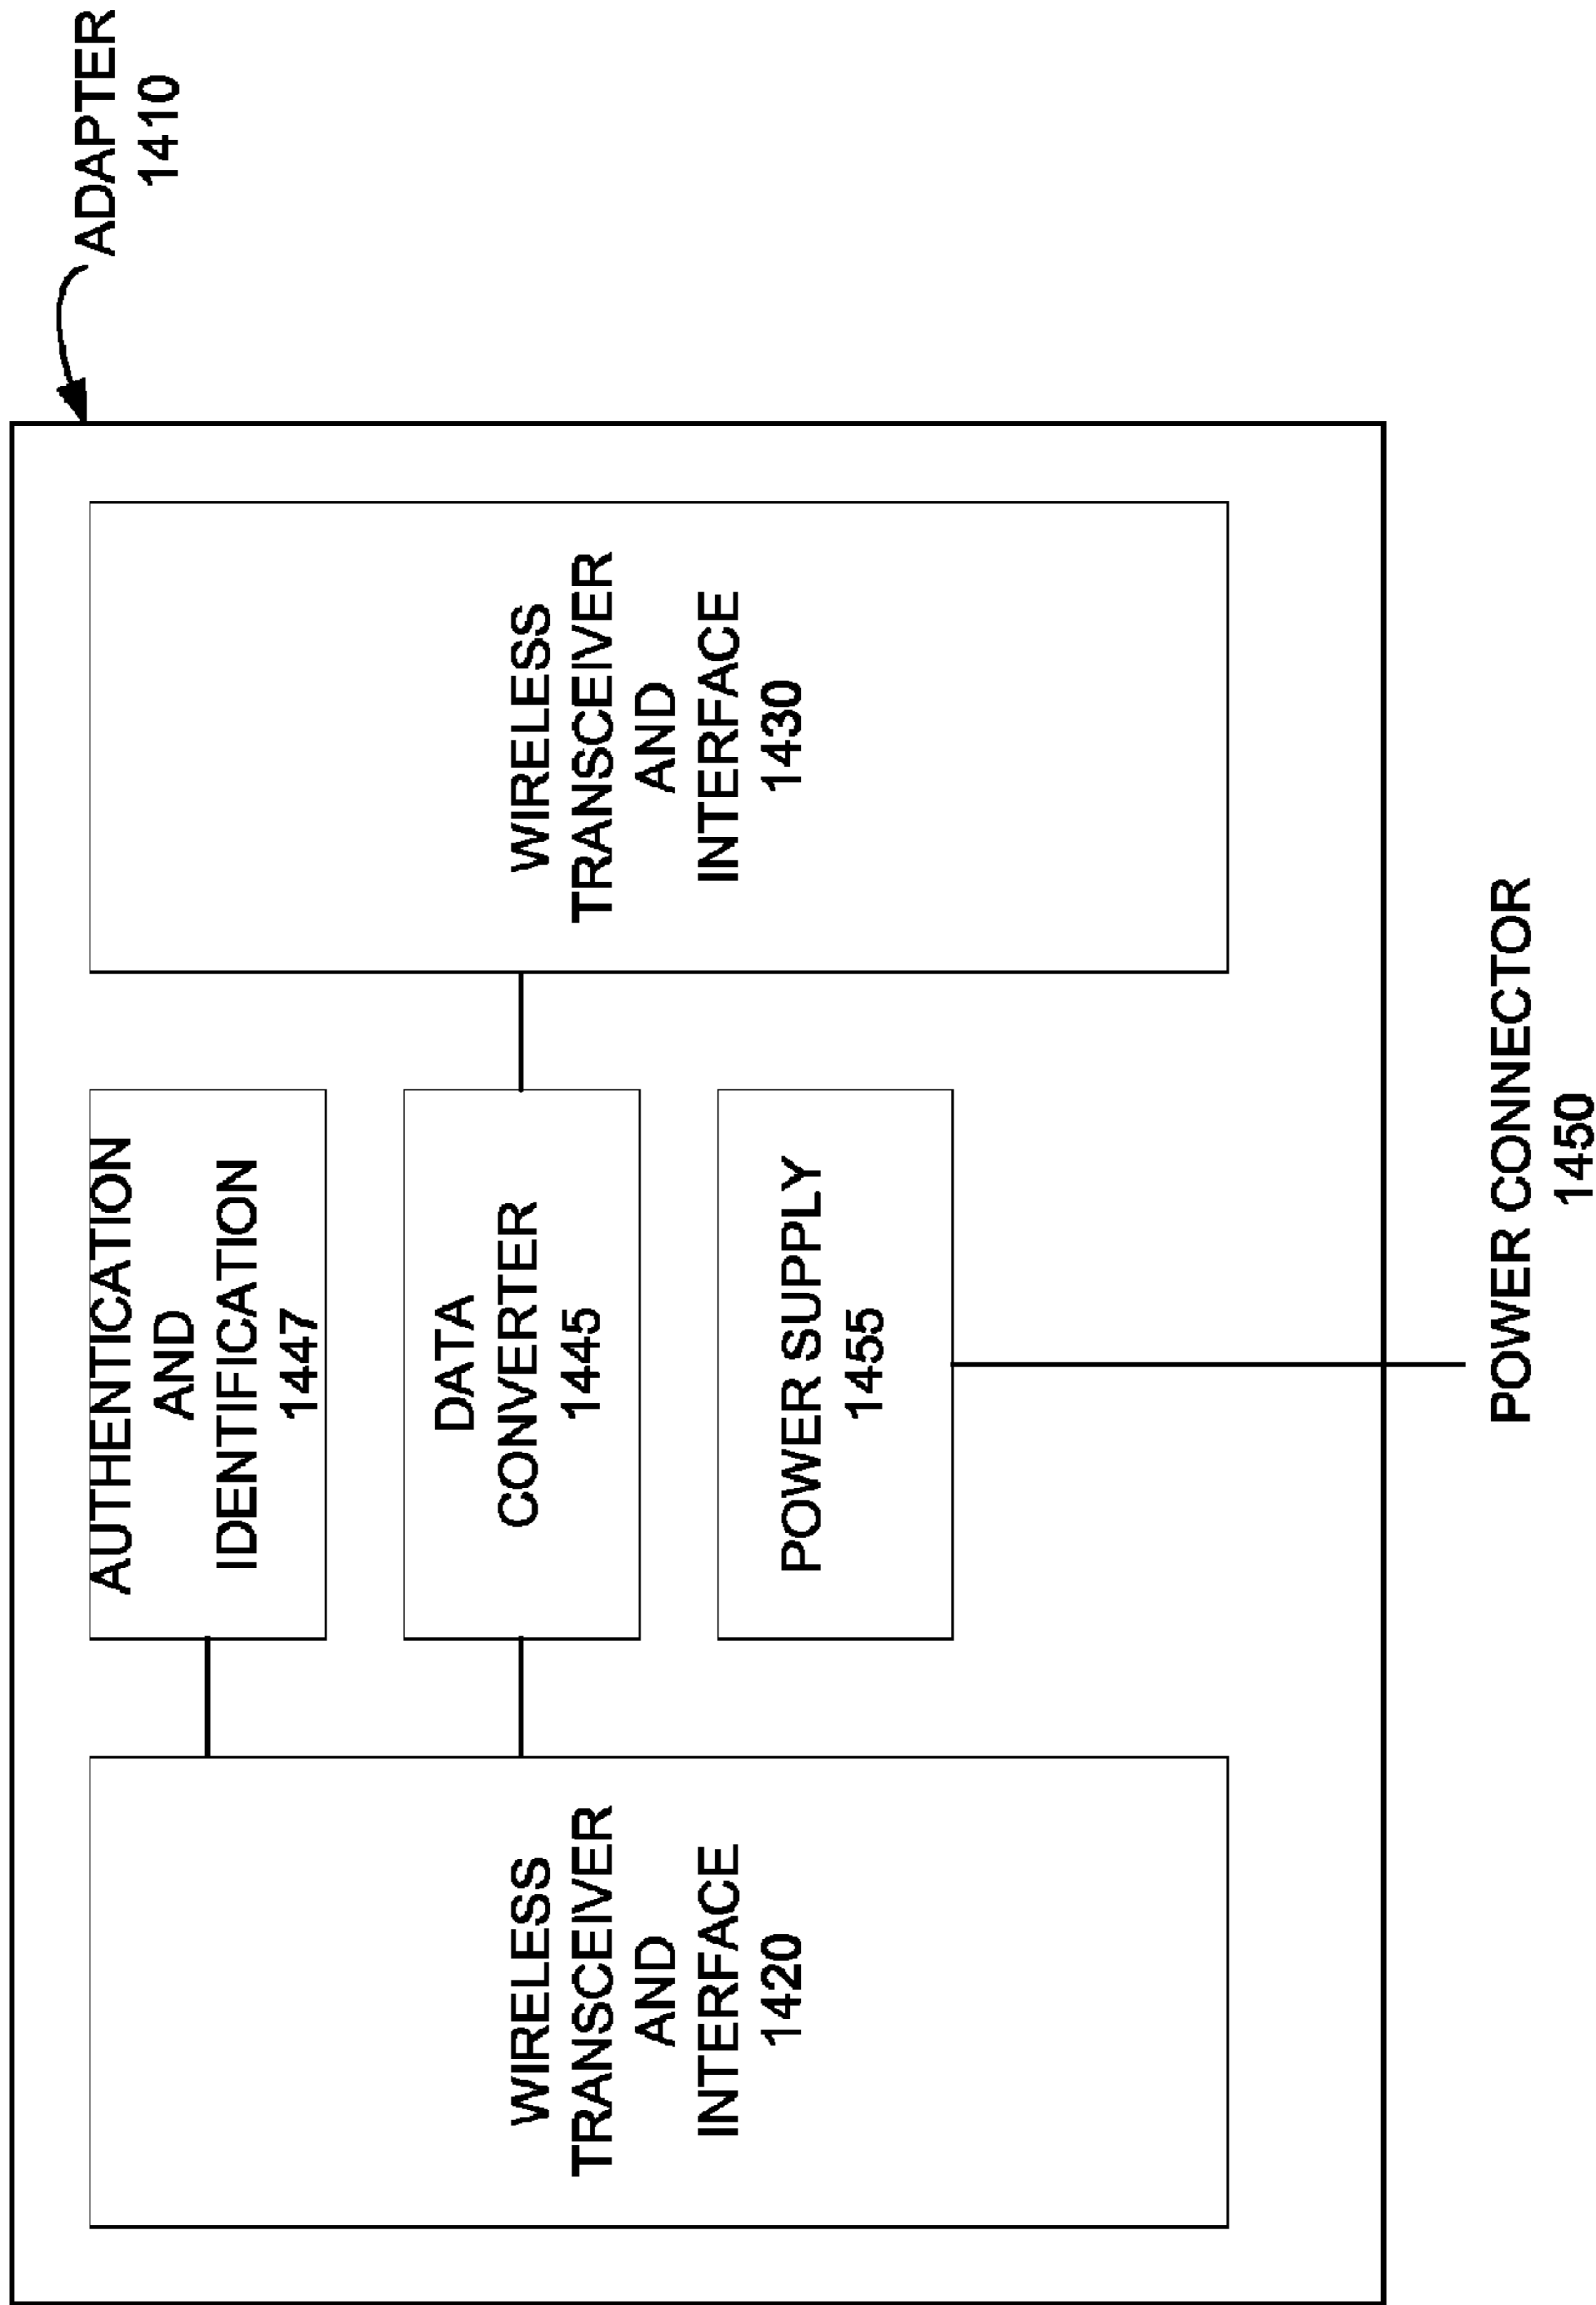 ADAPTER
1410
WIRELESS
TRANSCEIVER
AND
INTERFACE
1420
AUTHENTICATION
AND
IDENTIFICATION
1447
DATA
CONVERTER
1445
POWER SUPPLY
1455
WIRELESS
TRANSCEIVER
AND
INTERFACE
1430
POWER CONNECTOR
1450